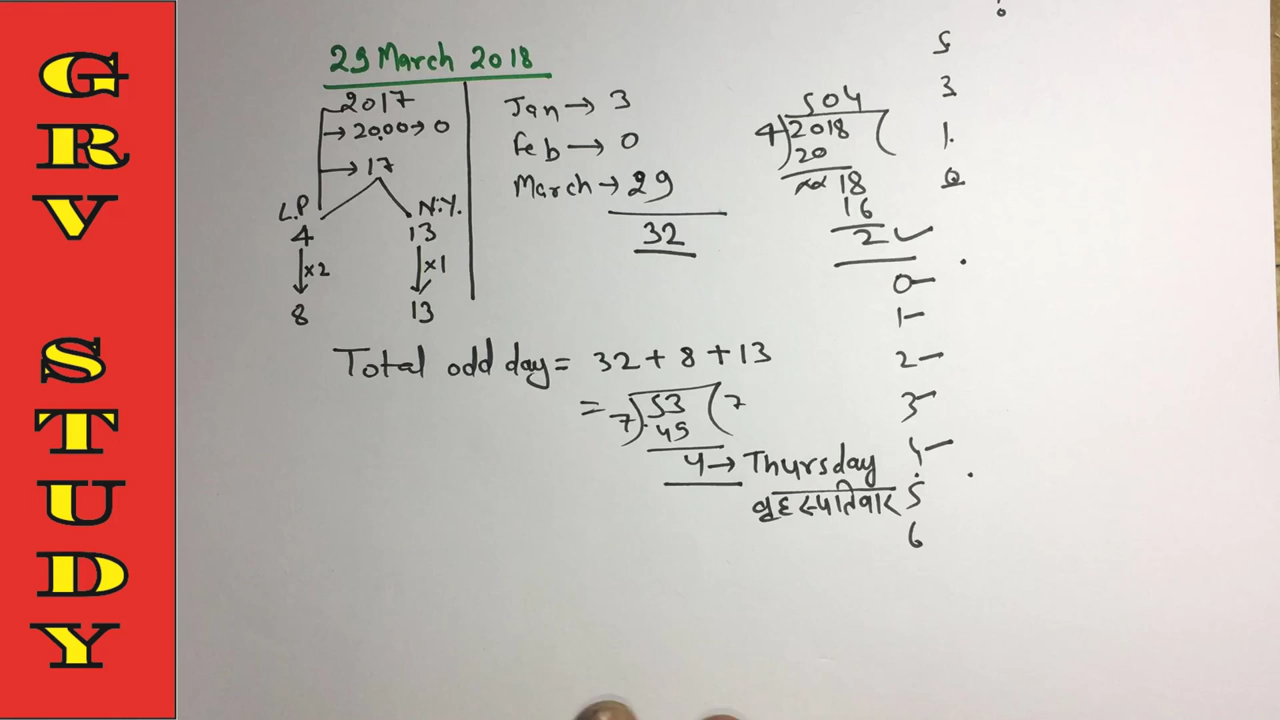 GRV STUDY
29 March 2018
2017
→ 2000 → 0
→ 17
L.P N.Y.
4 13
↓ ×2 ↓ ×1
8 13
Jan → 3
Feb → 0
March → 29
32
504
4)2018(
20
××18
16
2 ✓
5
3
1.
0
0 –
1 –
2 –
3 –
4 –
5
6
Total odd day = 32 + 8 + 13
= 7)53(7
49
4 → Thursday
बृहस्पतिवार